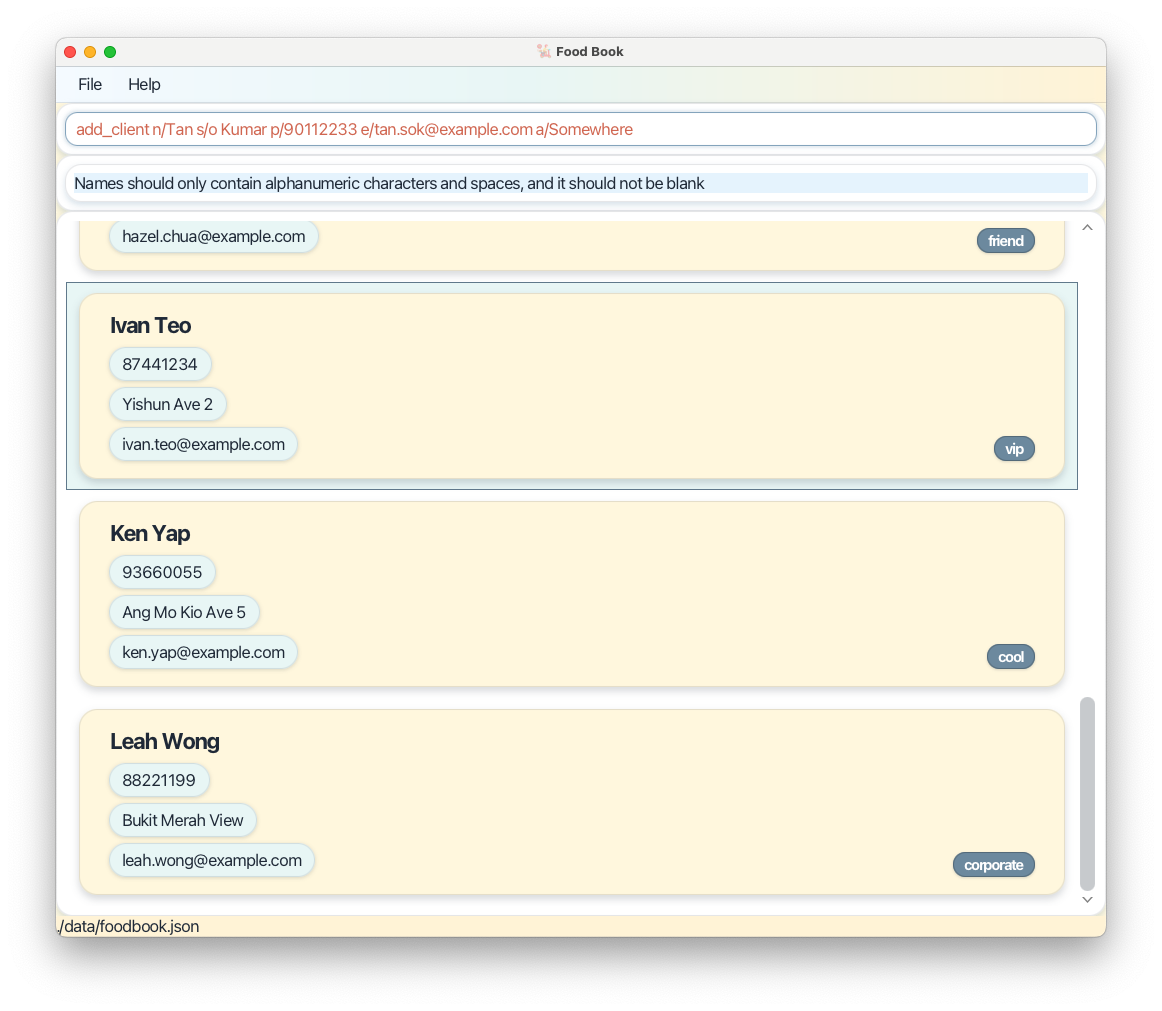 Food Book
File Help
add_client n/Tan s/o Kumar p/90112233 e/tan.sok@example.com a/Somewhere
Names should only contain alphanumeric characters and spaces, and it should not be blank
hazel.chua@example.com
friend
Ivan Teo
87441234
Yishun Ave 2
ivan.teo@example.com
vip
Ken Yap
93660055
Ang Mo Kio Ave 5
ken.yap@example.com
cool
Leah Wong
88221199
Bukit Merah View
leah.wong@example.com
corporate
./data/foodbook.json